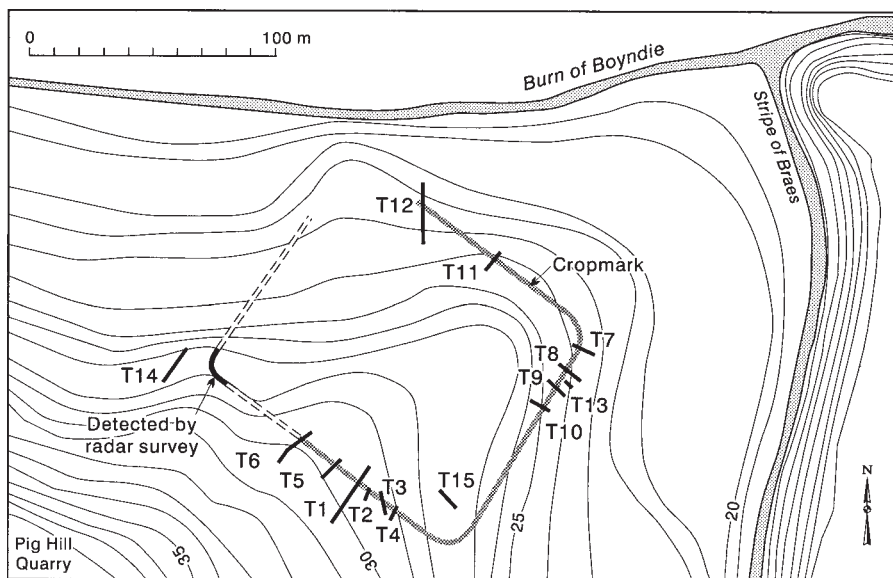 0 100 m
Burn of Boyndie
Stripe of Braes
T12
T11
Cropmark
T7
T8
T9
T13
T10
T14
Detected by
radar survey
T6
T5
T1
T2
T3
T4
T15
20
25
30
35
Pig Hill
Quarry
N